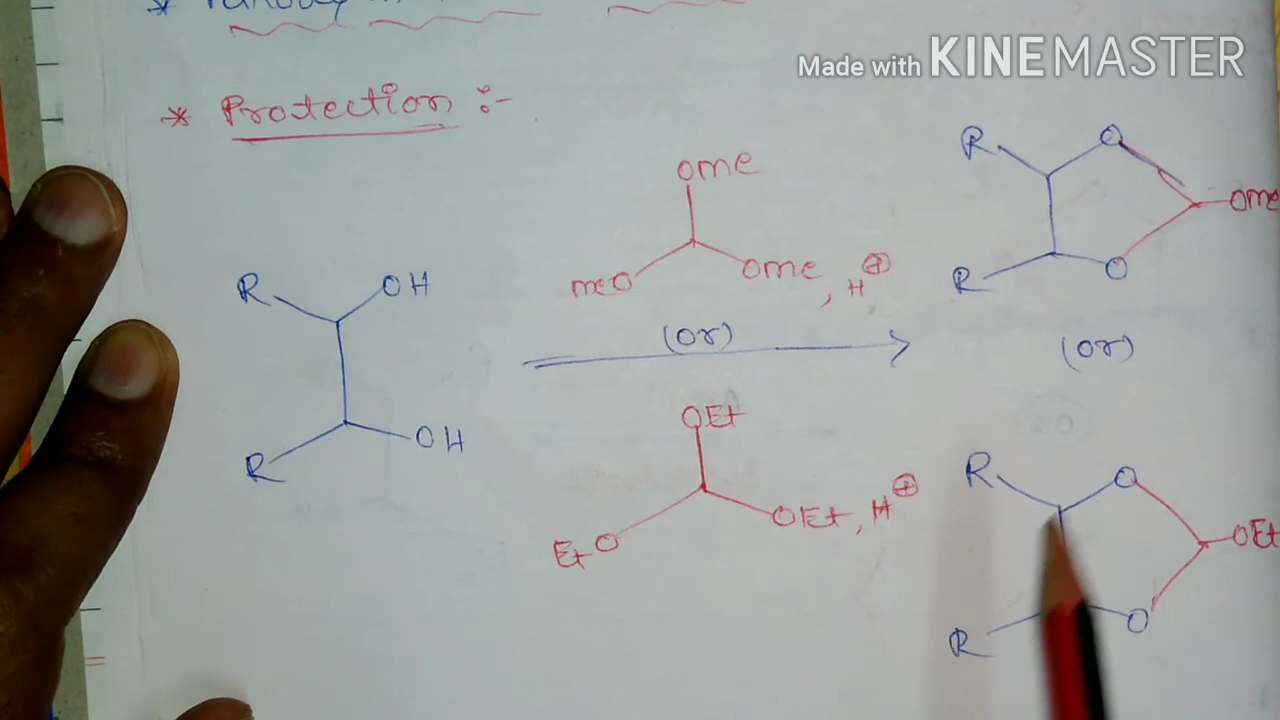 Made with KINEMASTER
* Protection :-
R OH
R OH
OMe
MeO OMe, H⊕
(or)
OEt
EtO OEt, H⊕
R O
OMe
R O
(or)
R O
OEt
R O